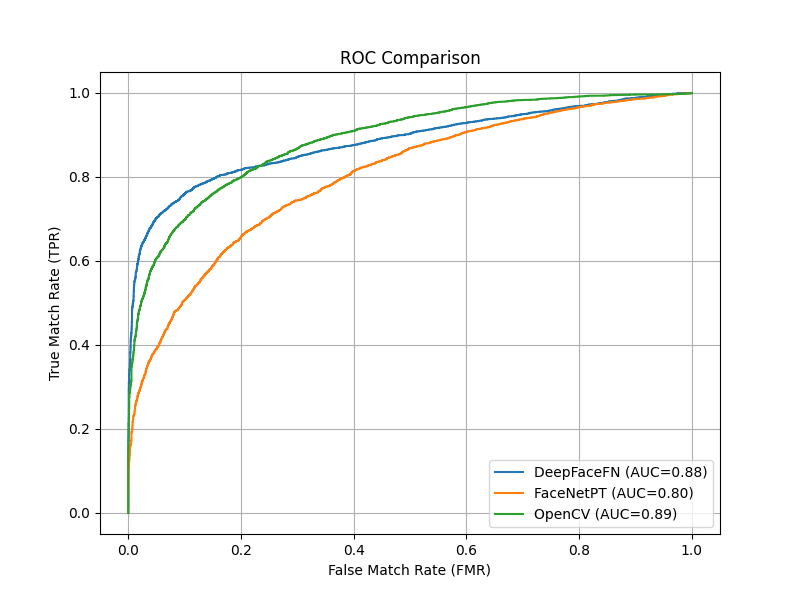 ROC Comparison
True Match Rate (TPR)
1.0
0.8
0.6
0.4
0.2
0.0
0.0 0.2 0.4 0.6 0.8 1.0
False Match Rate (FMR)
DeepFaceFN (AUC=0.88)
FaceNetPT (AUC=0.80)
OpenCV (AUC=0.89)